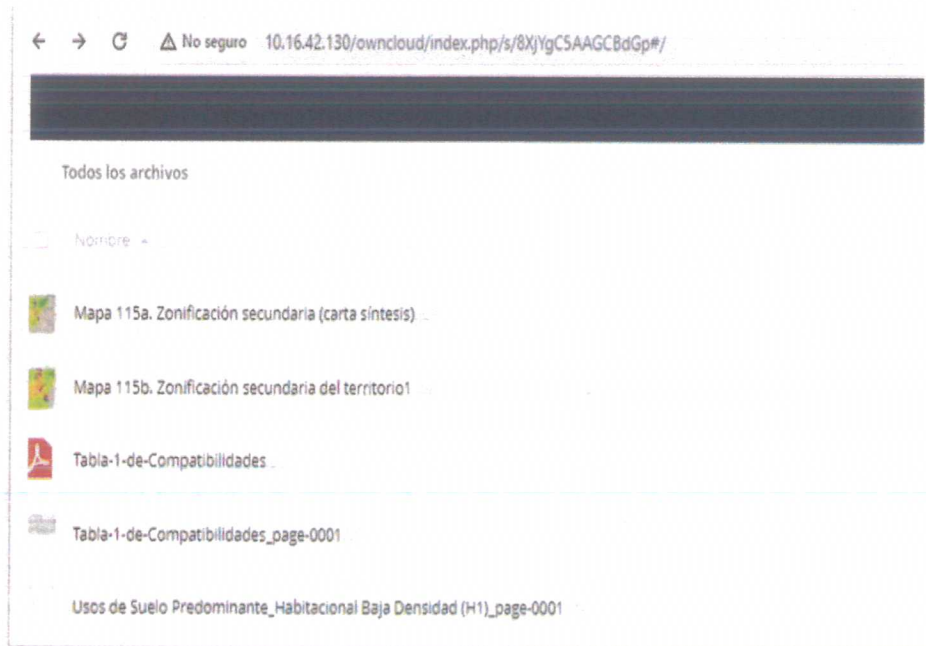 No seguro 10.16.42.130/owncloud/index.php/s/8XjYgC5AAGCBdGp#/
Todos los archivos
Nombre
Mapa 115a. Zonificación secundaria (carta síntesis)
Mapa 115b. Zonificación secundaria del territorio1
Tabla-1-de-Compatibilidades
Tabla-1-de-Compatibilidades_page-0001
Usos de Suelo Predominante_Habitacional Baja Densidad (H1)_page-0001